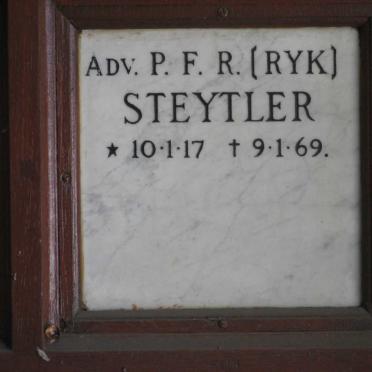 ADV. P. F. R. (RYK)
STEYTLER
★ 10·1·17 † 9·1·69.